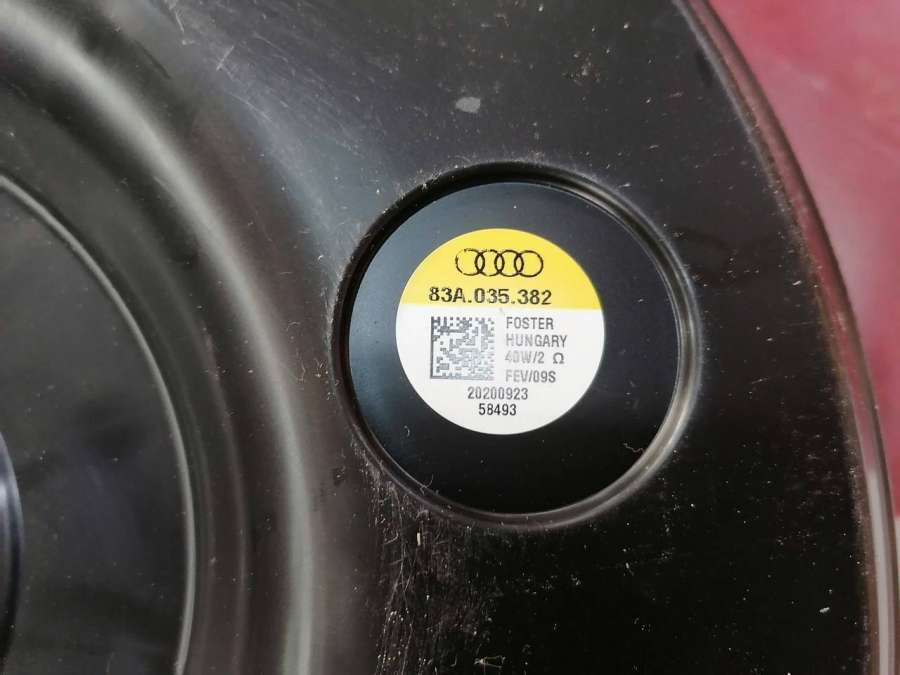 83A.035.382
FOSTER
HUNGARY
40W/2 Ω
FEV/09S
20200923
58493